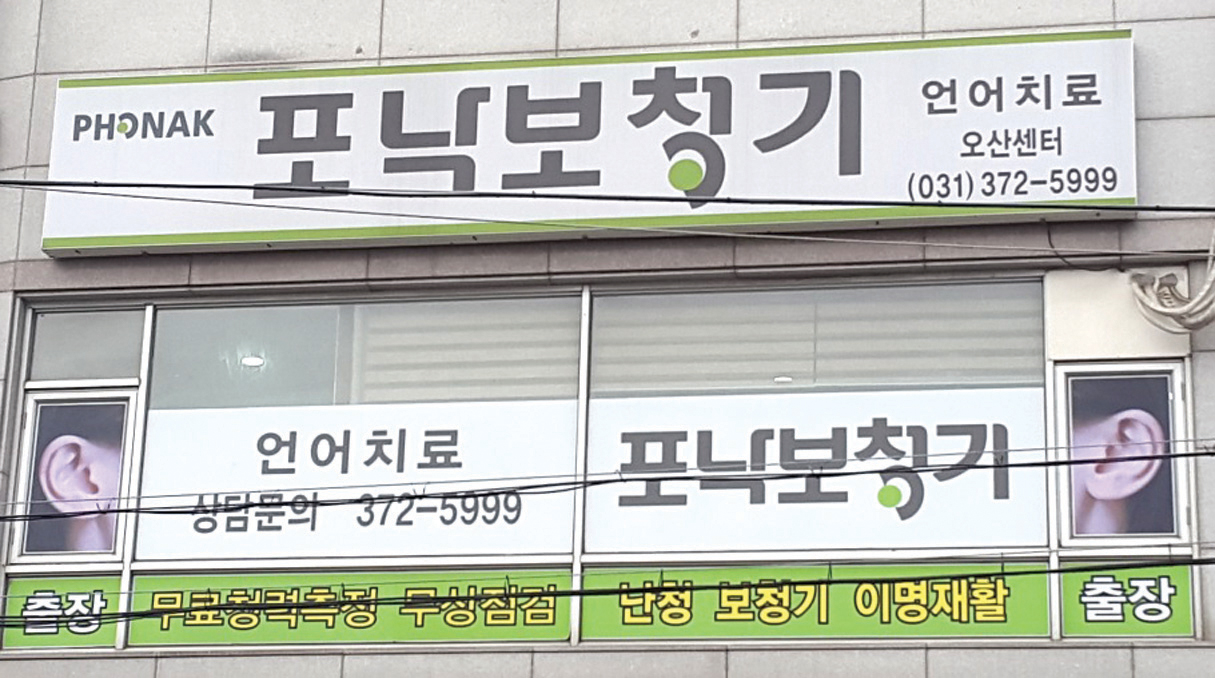 PHONAK 포낙보청기
언어치료
오산센터
(031) 372-5999
언어치료
상담문의 372-5999
포낙보청기
출장 무료청력측정 무상점검 난청 보청기 이명재활 출장